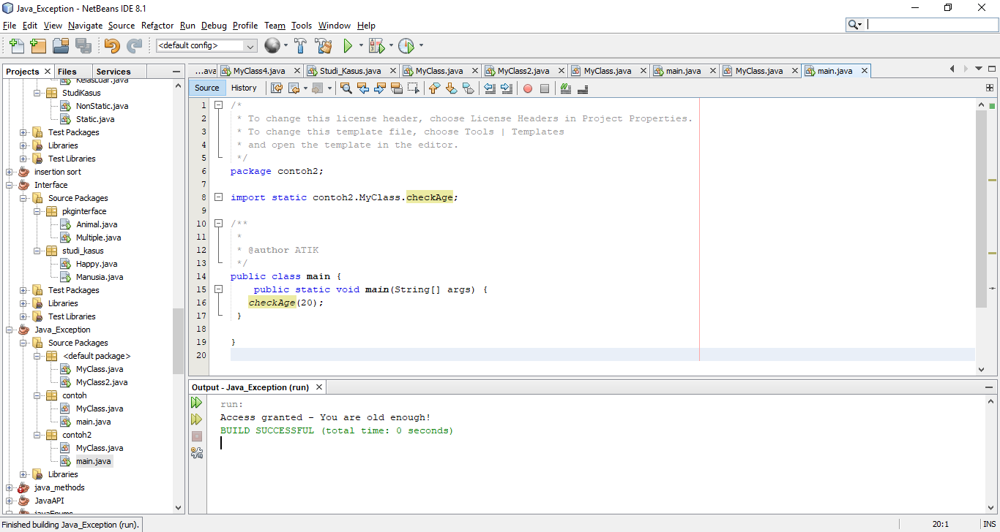 Java_Exception - NetBeans IDE 8.1
File Edit View Navigate Source Refactor Run Debug Profile Team Tools Window Help
<default config>
Projects Files Services
KelasLuar.java
StudiKasus
NonStatic.java
Static.java
Test Packages
Libraries
Test Libraries
insertion sort
Interface
Source Packages
pkginterface
Animal.java
Multiple.java
studi_kasus
Happy.java
Manusia.java
Test Packages
Libraries
Test Libraries
Java_Exception
Source Packages
<default package>
MyClass.java
MyClass2.java
contoh
MyClass.java
main.java
contoh2
MyClass.java
main.java
Libraries
java_methods
JavaAPI
javaEnums
...ava MyClass4.java Studi_Kasus.java MyClass.java MyClass2.java MyClass.java main.java MyClass.java main.java
Source History
1 /*
2 * To change this license header, choose License Headers in Project Properties.
3 * To change this template file, choose Tools | Templates
4 * and open the template in the editor.
5 */
6 package contoh2;
7
8 import static contoh2.MyClass.checkAge;
9
10 /**
11 *
12 * @author ATIK
13 */
14 public class main {
15 public static void main(String[] args) {
16 checkAge(20);
17 }
18
19 }
20
Output - Java_Exception (run)
run:
Access granted - You are old enough!
BUILD SUCCESSFUL (total time: 0 seconds)
Finished building Java_Exception (run).
20:1 INS